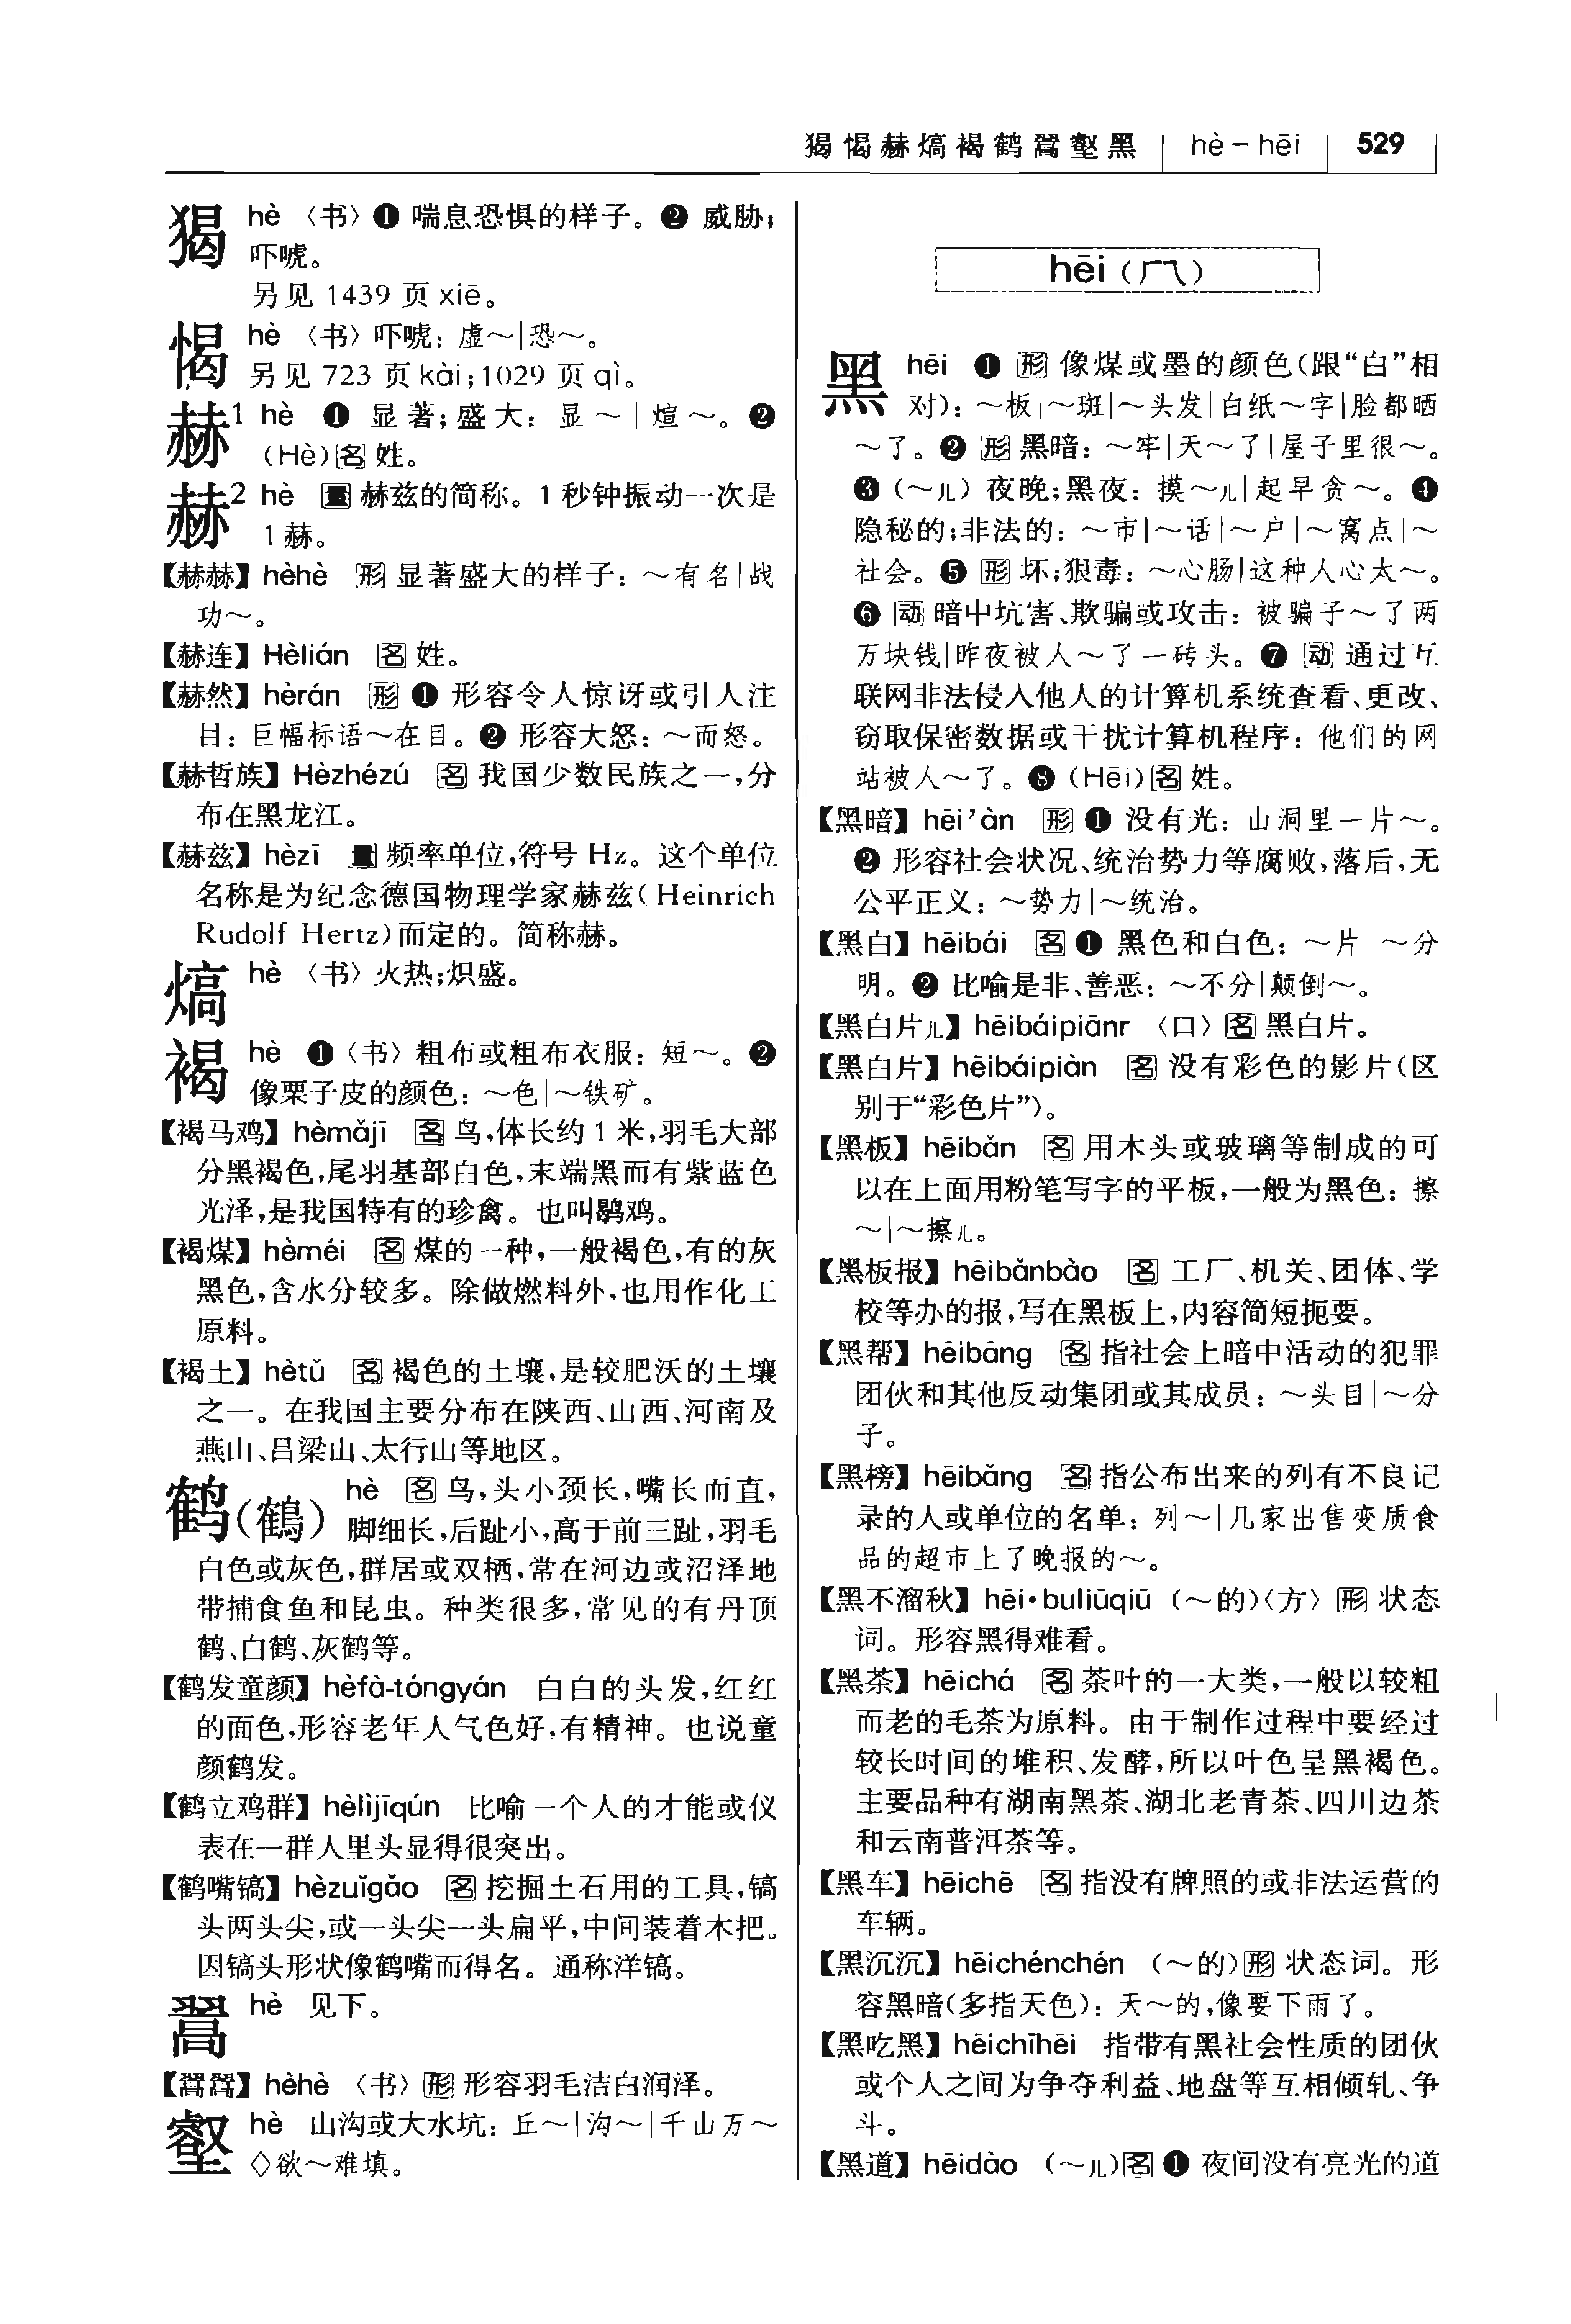 猲愒赫熇褐鹤翯壑黑 hè－hēi 529
猲 hè 〈书〉❶ 喘息恐惧的样子。❷ 威胁；
吓唬。
另见 1439 页 xiē。
愒 hè 〈书〉吓唬：虚～|恐～。
另见 723 页 kài；1029 页 qì。
赫1 hè ❶ 显著；盛大：显～|煊～。❷
（Hè）名 姓。
赫2 hè 量 赫兹的简称。1 秒钟振动一次是
1 赫。
【赫赫】hèhè 形 显著盛大的样子：～有名|战
功～。
【赫连】Hèlián 名 姓。
【赫然】hèrán 形 ❶ 形容令人惊讶或引人注
目：巨幅标语～在目。❷ 形容大怒：～而怒。
【赫哲族】Hèzhézú 名 我国少数民族之一，分
布在黑龙江。
【赫兹】hèzī 量 频率单位，符号 Hz。这个单位
名称是为纪念德国物理学家赫兹（Heinrich
Rudolf Hertz）而定的。简称赫。
熇 hè 〈书〉火热；炽盛。
褐 hè ❶〈书〉粗布或粗布衣服：短～。❷
像栗子皮的颜色：～色|～铁矿。
【褐马鸡】hèmǎjī 名 鸟，体长约 1 米，羽毛大部
分黑褐色，尾羽基部白色，末端黑而有紫蓝色
光泽，是我国特有的珍禽。也叫鹖鸡。
【褐煤】hèméi 名 煤的一种，一般褐色，有的灰
黑色，含水分较多。除做燃料外，也用作化工
原料。
【褐土】hètǔ 名 褐色的土壤，是较肥沃的土壤
之一。在我国主要分布在陕西、山西、河南及
燕山、吕梁山、太行山等地区。
鹤（鶴） hè 名 鸟，头小颈长，嘴长而直，
脚细长，后趾小，高于前三趾，羽毛
白色或灰色，群居或双栖，常在河边或沼泽地
带捕食鱼和昆虫。种类很多，常见的有丹顶
鹤、白鹤、灰鹤等。
【鹤发童颜】hèfà-tóngyán 白白的头发，红红
的面色，形容老年人气色好，有精神。也说童
颜鹤发。
【鹤立鸡群】hèlìjīqún 比喻一个人的才能或仪
表在一群人里头显得很突出。
【鹤嘴镐】hèzuǐgǎo 名 挖掘土石用的工具，镐
头两头尖，或一头尖一头扁平，中间装着木把。
因镐头形状像鹤嘴而得名。通称洋镐。
翯 hè 见下。
【翯翯】hèhè 〈书〉形 形容羽毛洁白润泽。
壑 hè 山沟或大水坑：丘～|沟～|千山万～
◇欲～难填。
hēi（ㄏㄟ）
黑 hēi ❶ 形 像煤或墨的颜色（跟“白”相
对）：～板|～斑|～头发|白纸～字|脸都晒
～了。❷ 形 黑暗：～牢|天～了|屋子里很～。
❸（～儿）夜晚；黑夜：摸～儿|起早贪～。❹
隐秘的；非法的：～市|～话|～户|～窝点|～
社会。❺ 形 坏；狠毒：～心肠|这种人心太～。
❻ 动 暗中坑害、欺骗或攻击：被骗子～了两
万块钱|昨夜被人～了一砖头。❼ 动 通过互
联网非法侵入他人的计算机系统查看、更改、
窃取保密数据或干扰计算机程序：他们的网
站被人～了。❽（Hēi）名 姓。
【黑暗】hēi’àn 形 ❶ 没有光：山洞里一片～。
❷ 形容社会状况、统治势力等腐败，落后，无
公平正义：～势力|～统治。
【黑白】hēibái 名 ❶ 黑色和白色：～片|～分
明。❷ 比喻是非、善恶：～不分|颠倒～。
【黑白片儿】hēibáipiānr 〈口〉名 黑白片。
【黑白片】hēibáipiàn 名 没有彩色的影片（区
别于“彩色片”）。
【黑板】hēibǎn 名 用木头或玻璃等制成的可
以在上面用粉笔写字的平板，一般为黑色：擦
～|～擦儿。
【黑板报】hēibǎnbào 名 工厂、机关、团体、学
校等办的报，写在黑板上，内容简短扼要。
【黑帮】hēibāng 名 指社会上暗中活动的犯罪
团伙和其他反动集团或其成员：～头目|～分
子。
【黑榜】hēibǎng 名 指公布出来的列有不良记
录的人或单位的名单：列～|几家出售变质食
品的超市上了晚报的～。
【黑不溜秋】hēi·buliūqiū（～的）〈方〉形 状态
词。形容黑得难看。
【黑茶】hēichá 名 茶叶的一大类，一般以较粗
而老的毛茶为原料。由于制作过程中要经过
较长时间的堆积、发酵，所以叶色呈黑褐色。
主要品种有湖南黑茶、湖北老青茶、四川边茶
和云南普洱茶等。
【黑车】hēichē 名 指没有牌照的或非法运营的
车辆。
【黑沉沉】hēichénchén （～的）形 状态词。形
容黑暗（多指天色）：天～的，像要下雨了。
【黑吃黑】hēichīhēi 指带有黑社会性质的团伙
或个人之间为争夺利益、地盘等互相倾轧、争
斗。
【黑道】hēidào （～儿）名 ❶ 夜间没有亮光的道